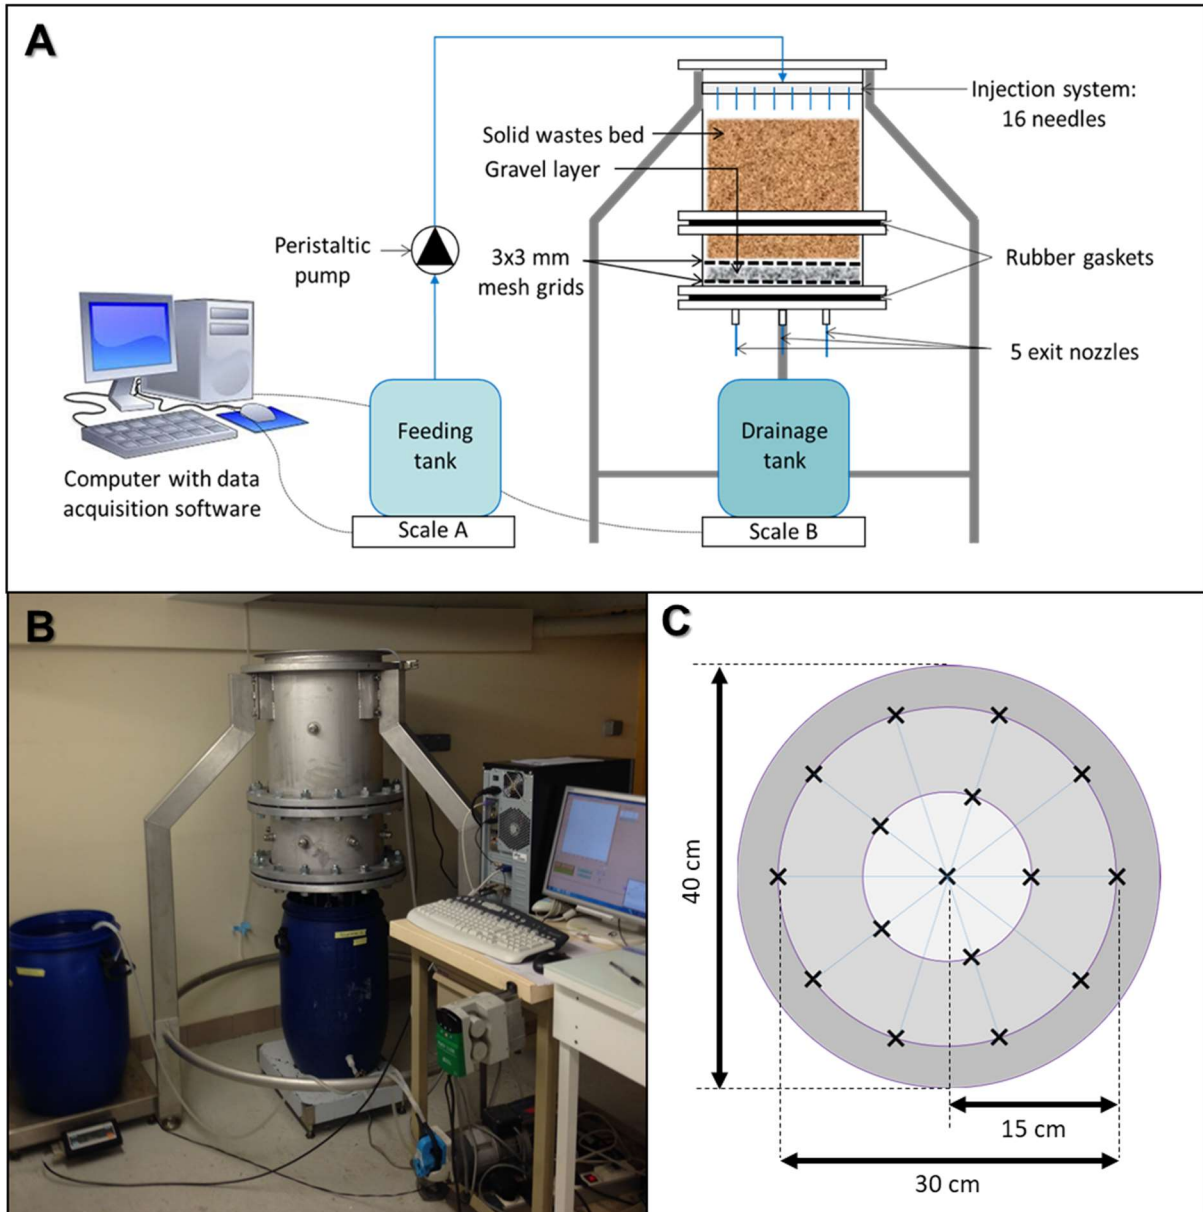 A
Injection system:
16 needles
Solid wastes bed
Gravel layer
Peristaltic
pump
3x3 mm
mesh grids
Rubber gaskets
5 exit nozzles
Feeding
tank
Drainage
tank
Computer with data
acquisition software
Scale A
Scale B
B
C
40 cm
15 cm
30 cm